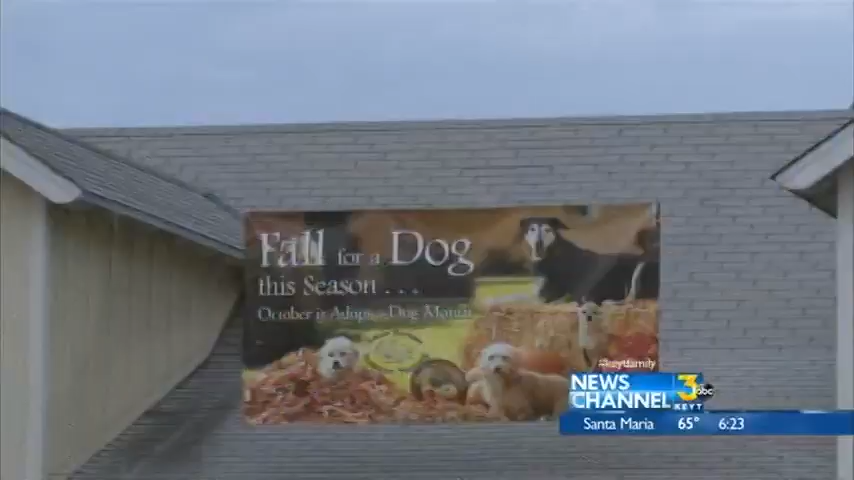 Fall for a Dog
this Season . . .
October is Adopt a Dog Month
#keytfamily
NEWS
CHANNEL 3 abc
KEYT
Santa Maria 65° 6:23